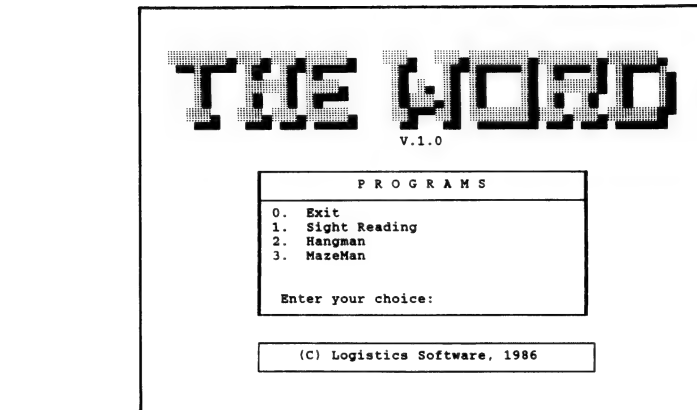 THE WORD
V.1.0
P R O G R A M S
0. Exit
1. Sight Reading
2. Hangman
3. MazeMan
Enter your choice:
(C) Logistics Software, 1986